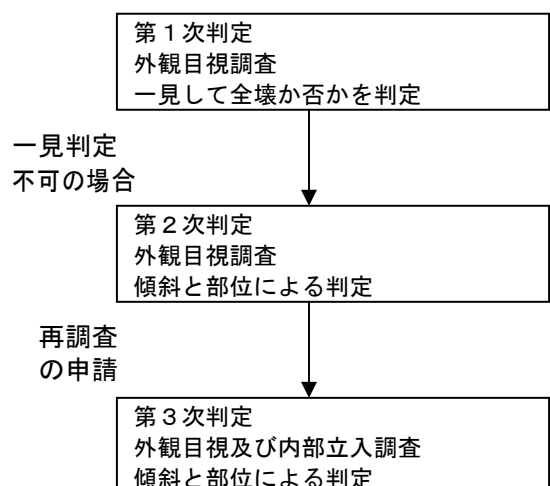 第１次判定
外観目視調査
一見して全壊か否かを判定
一見判定
不可の場合
第２次判定
外観目視調査
傾斜と部位による判定
再調査
の申請
第３次判定
外観目視及び内部立入調査
傾斜と部位による判定